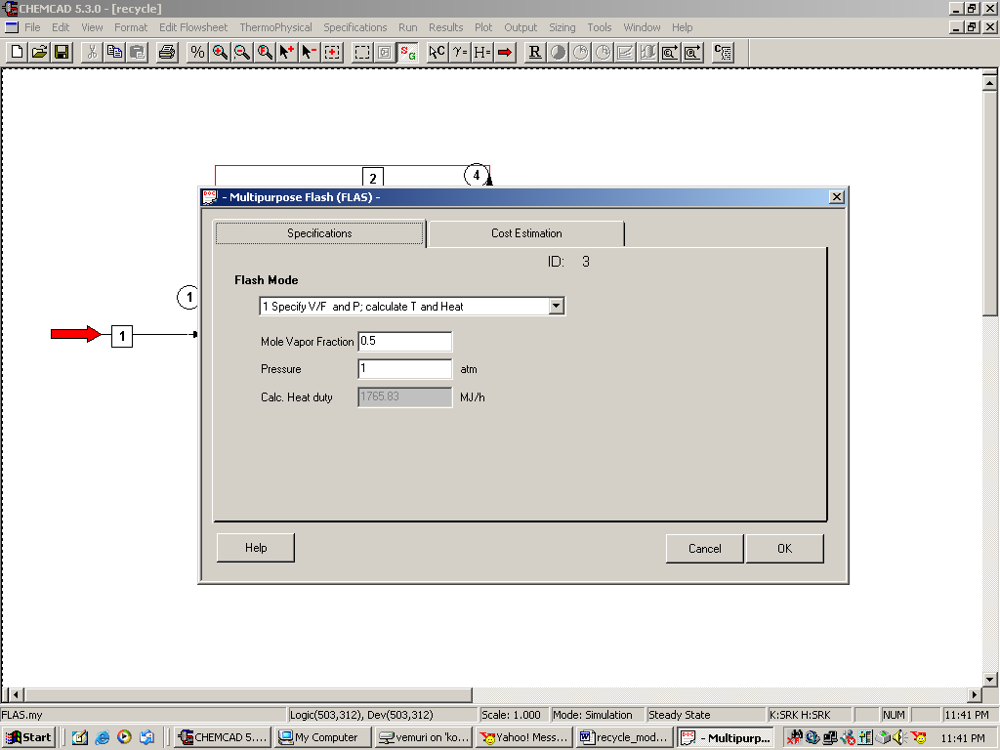 CHEMCAD 5.3.0 - [recycle]
File Edit View Format Edit Flowsheet ThermoPhysical Specifications Run Results Plot Output Sizing Tools Window Help
% S G C γ= H= R C
2 4
- Multipurpose Flash (FLAS) -
Specifications Cost Estimation
ID: 3
Flash Mode
1 Specify V/F and P; calculate T and Heat
1
1
Mole Vapor Fraction 0.5
Pressure 1 atm
Calc. Heat duty 1765.83 MJ/h
Help Cancel OK
FLAS.my Logic(503,312), Dev(503,312) Scale: 1.000 Mode: Simulation Steady State K:SRK H:SRK NUM 11:41 PM
Start CHEMCAD 5.... My Computer vemuri on 'ko... Yahoo! Mess... recycle_mod... - Multipurp... 11:41 PM